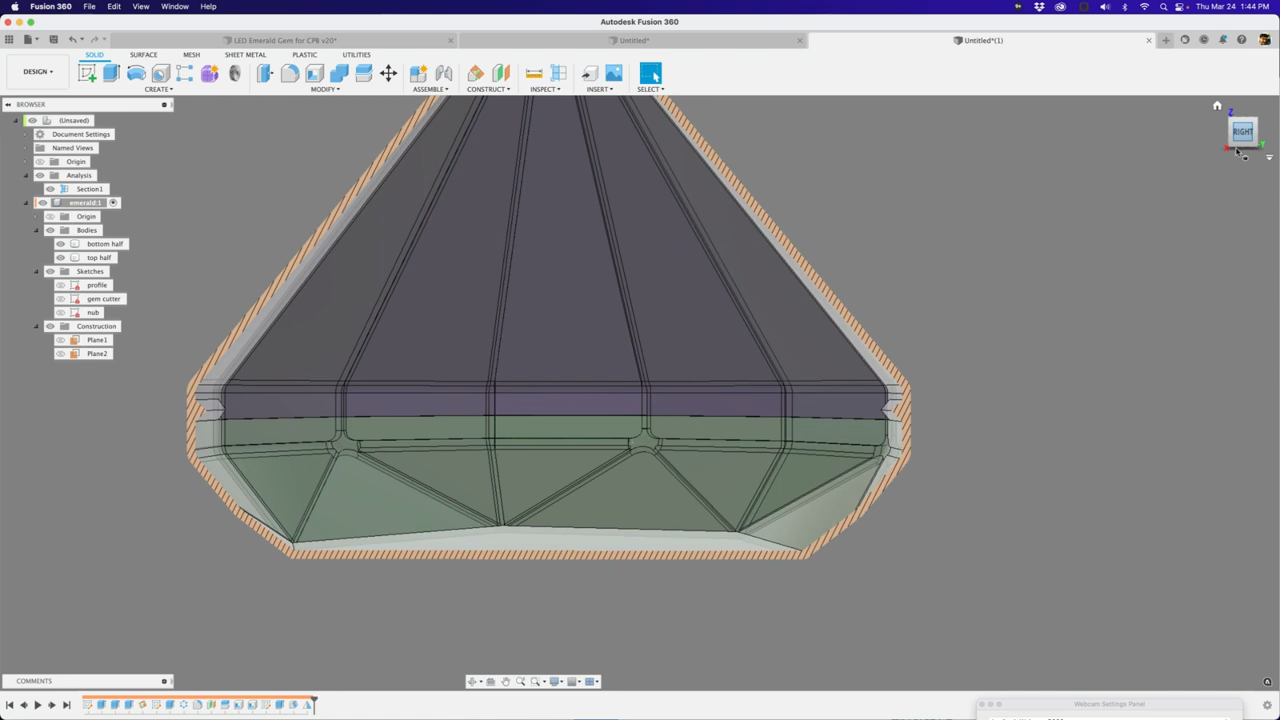 Fusion 360 File Edit View Window Help Thu Mar 24 1:44 PM
Autodesk Fusion 360
LED Emerald Gem for CPB v20* Untitled* Untitled*(1)
SOLID SURFACE MESH SHEET METAL PLASTIC UTILITIES
DESIGN
CREATE MODIFY ASSEMBLE CONSTRUCT INSPECT INSERT SELECT
BROWSER
(Unsaved)
Document Settings
Named Views
Origin
Analysis
Section1
emerald:1
Origin
Bodies
bottom half
top half
Sketches
profile
gem cutter
nub
Construction
Plane1
Plane2
Z
RIGHT
X Y
COMMENTS
Webcam Settings Panel